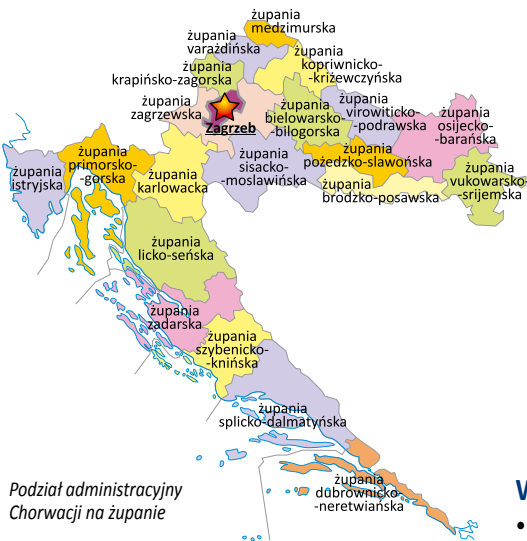 żupania
medzimurska
żupania
varażdińska
żupania
kopriwnicko-
-kriżewczyńska
żupania
krapińsko-zagorska
żupania
zagrzewska
Zagrzeb
żupania
bielowarsko-
-bilogorska
żupania
virowiticko-
-podrawska
żupania
osijecko-
-barańska
żupania
istryjska
żupania
primorsko-
-gorska
żupania
karlowacka
żupania
sisacko-
-moslawińska
żupania
pożedzko-slawońska
żupania
brodzko-posawska
żupania
vukowarsko-
-srijemska
żupania
licko-seńska
żupania
zadarska
żupania
szybenicko-
-knińska
żupania
splicko-dalmatyńska
żupania
dubrownicko-
-neretwiańska
Podział administracyjny
Chorwacji na żupanie
W
•